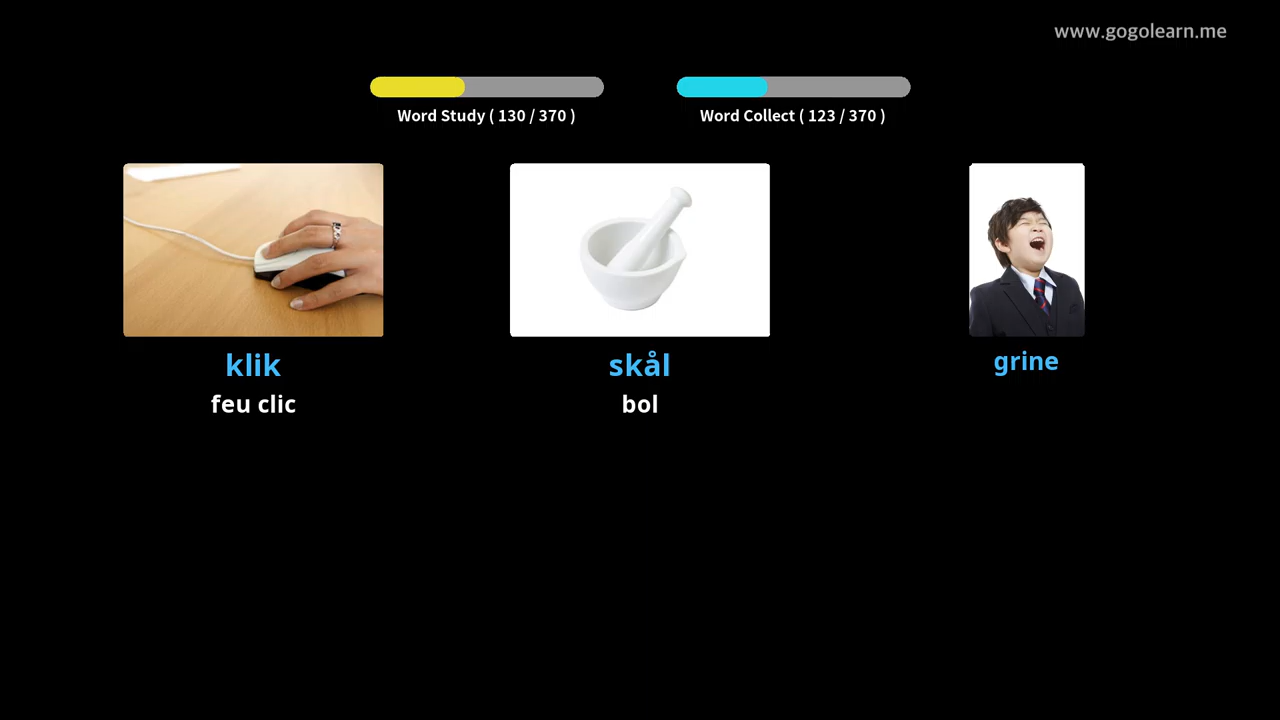 www.gogolearn.me
Word Study ( 130 / 370 )
Word Collect ( 123 / 370 )
klik
feu clic
skål
bol
grine